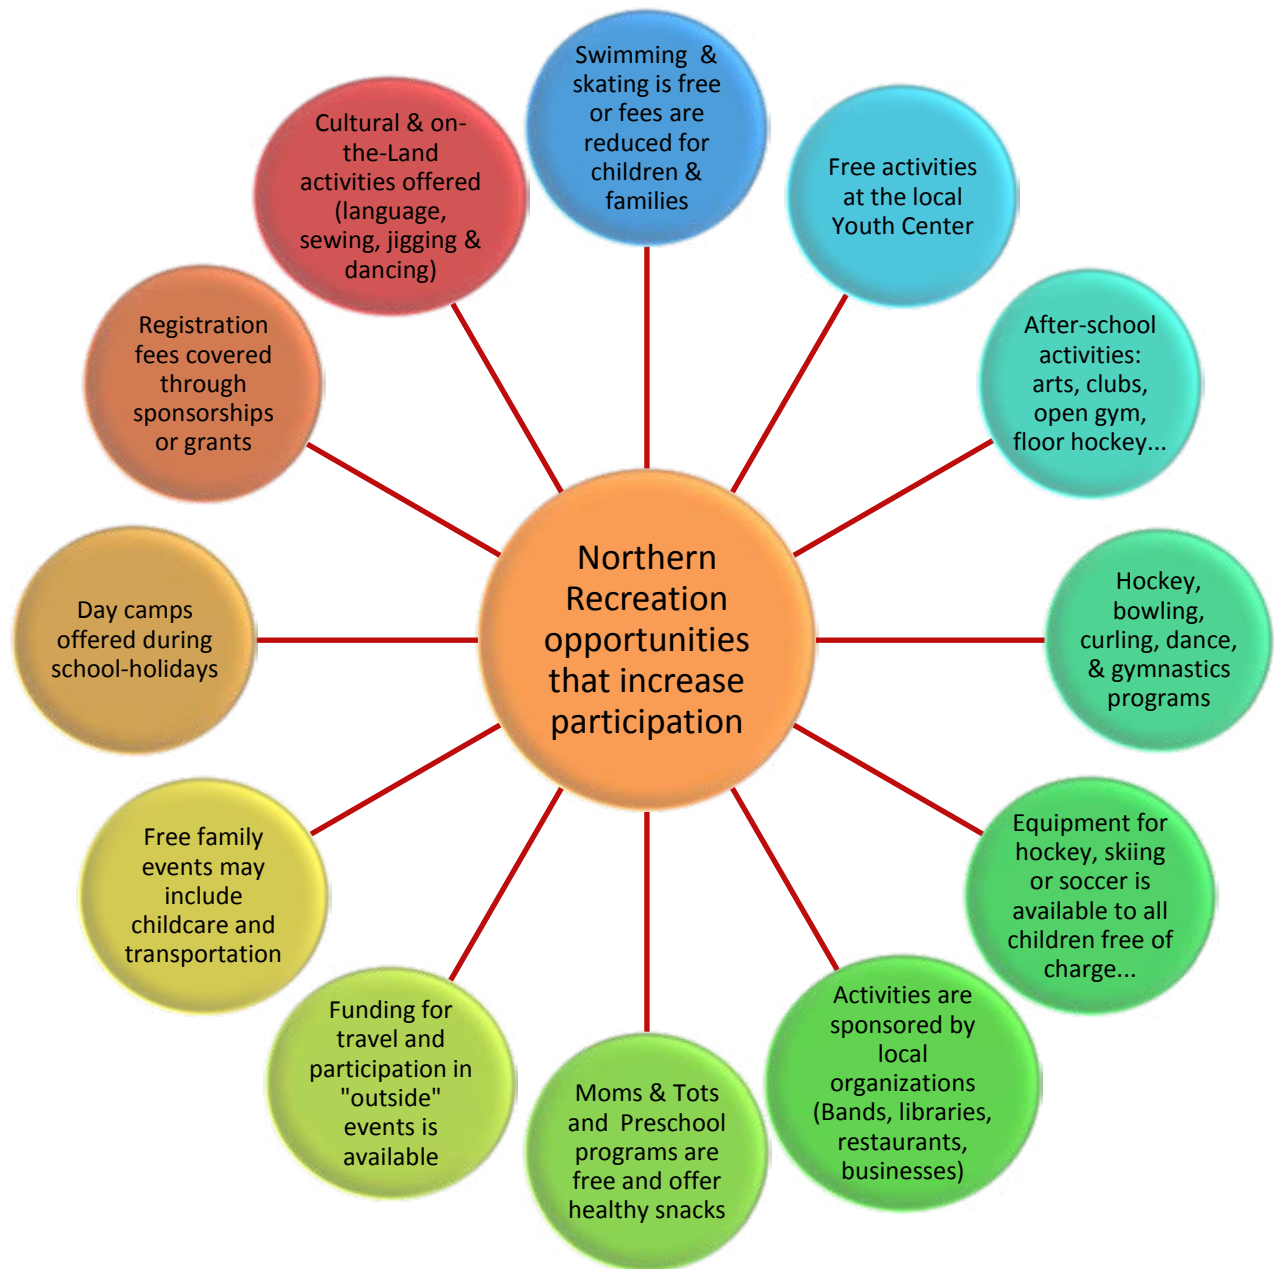 Swimming &
skating is free
or fees are
reduced for
children &
families
Free activities
at the local
Youth Center
After-school
activities:
arts, clubs,
open gym,
floor hockey...
Hockey,
bowling,
curling, dance,
& gymnastics
programs
Equipment for
hockey, skiing
or soccer is
available to all
children free of
charge...
Activities are
sponsored by
local
organizations
(Bands, libraries,
restaurants,
businesses)
Moms & Tots
and Preschool
programs are
free and offer
healthy snacks
Funding for
travel and
participation in
"outside"
events is
available
Free family
events may
include
childcare and
transportation
Day camps
offered during
school-holidays
Registration
fees covered
through
sponsorships
or grants
Cultural & on-
the-Land
activities offered
(language,
sewing, jigging &
dancing)
Northern
Recreation
opportunities
that increase
participation